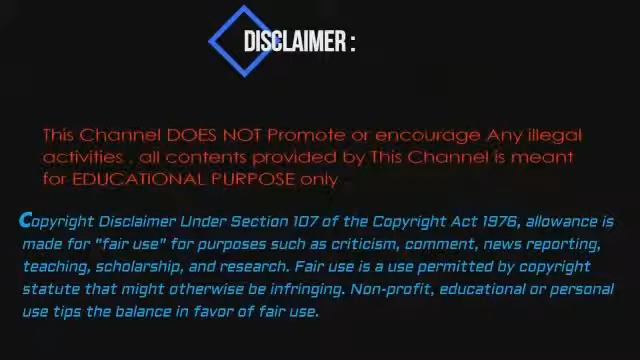 DISCLAIMER :
This Channel DOES NOT Promote or encourage Any illegal
activities , all contents provided by This Channel is meant
for EDUCATIONAL PURPOSE only
Copyright Disclaimer Under Section 107 of the Copyright Act 1976, allowance is
made for "fair use" for purposes such as criticism, comment, news reporting,
teaching, scholarship, and research. Fair use is a use permitted by copyright
statute that might otherwise be infringing. Non-profit, educational or personal
use tips the balance in favor of fair use.